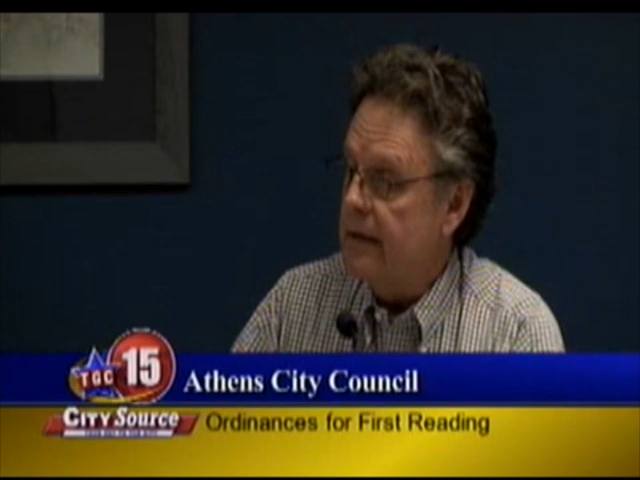 TGC 15
Athens City Council
CITY SOURCE
Ordinances for First Reading